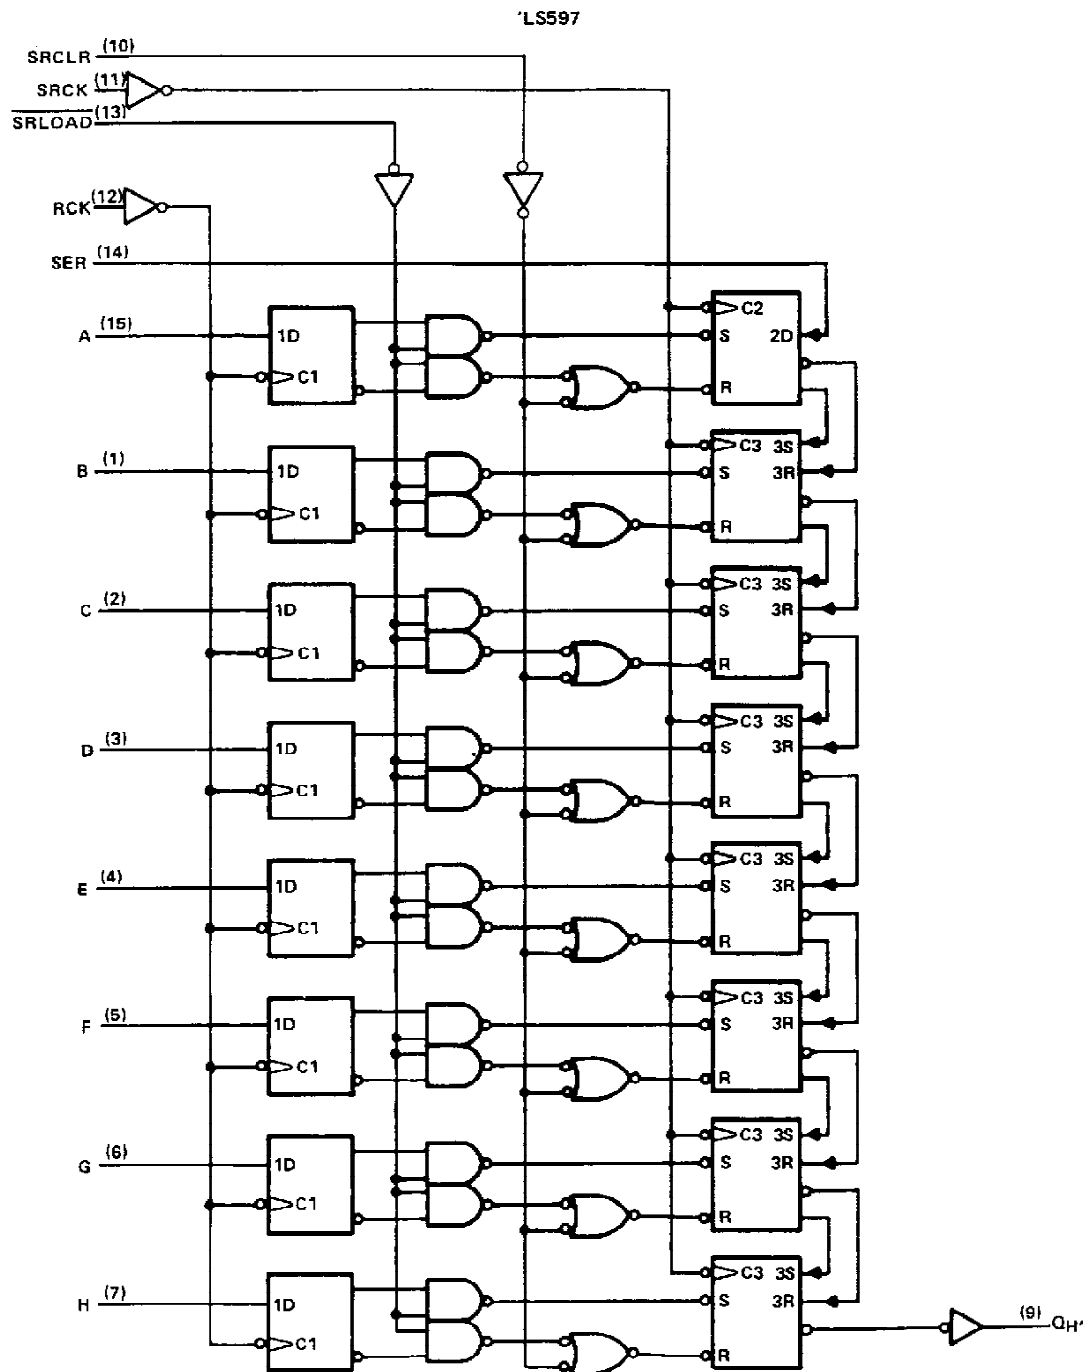 'LS597
SRCLR (10)
SRCK (11)
SRLOAD (13)
RCK (12)
SER (14)
A (15) 1D C1 C2 S 2D R
B (1) 1D C1 C3 3S S 3R R
C (2) 1D C1 C3 3S S 3R R
D (3) 1D C1 C3 3S S 3R R
E (4) 1D C1 C3 3S S 3R R
F (5) 1D C1 C3 3S S 3R R
G (6) 1D C1 C3 3S S 3R R
H (7) 1D C1 C3 3S S 3R R
(9) QH'